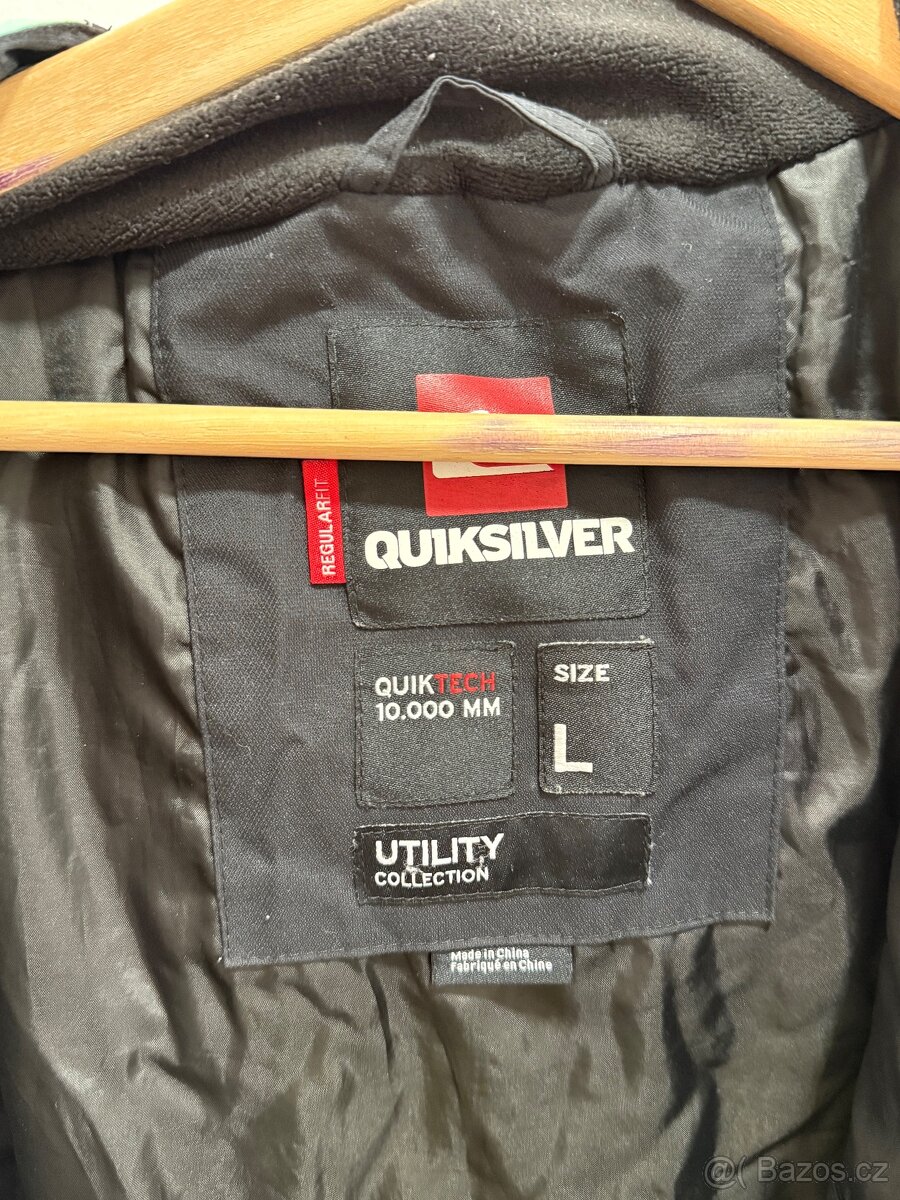 REGULARFIT
QUIKSILVER
QUIKTECH
10.000 MM
SIZE
L
UTILITY
COLLECTION
Made in China
Fabriqué en Chine
@( Bazos.cz